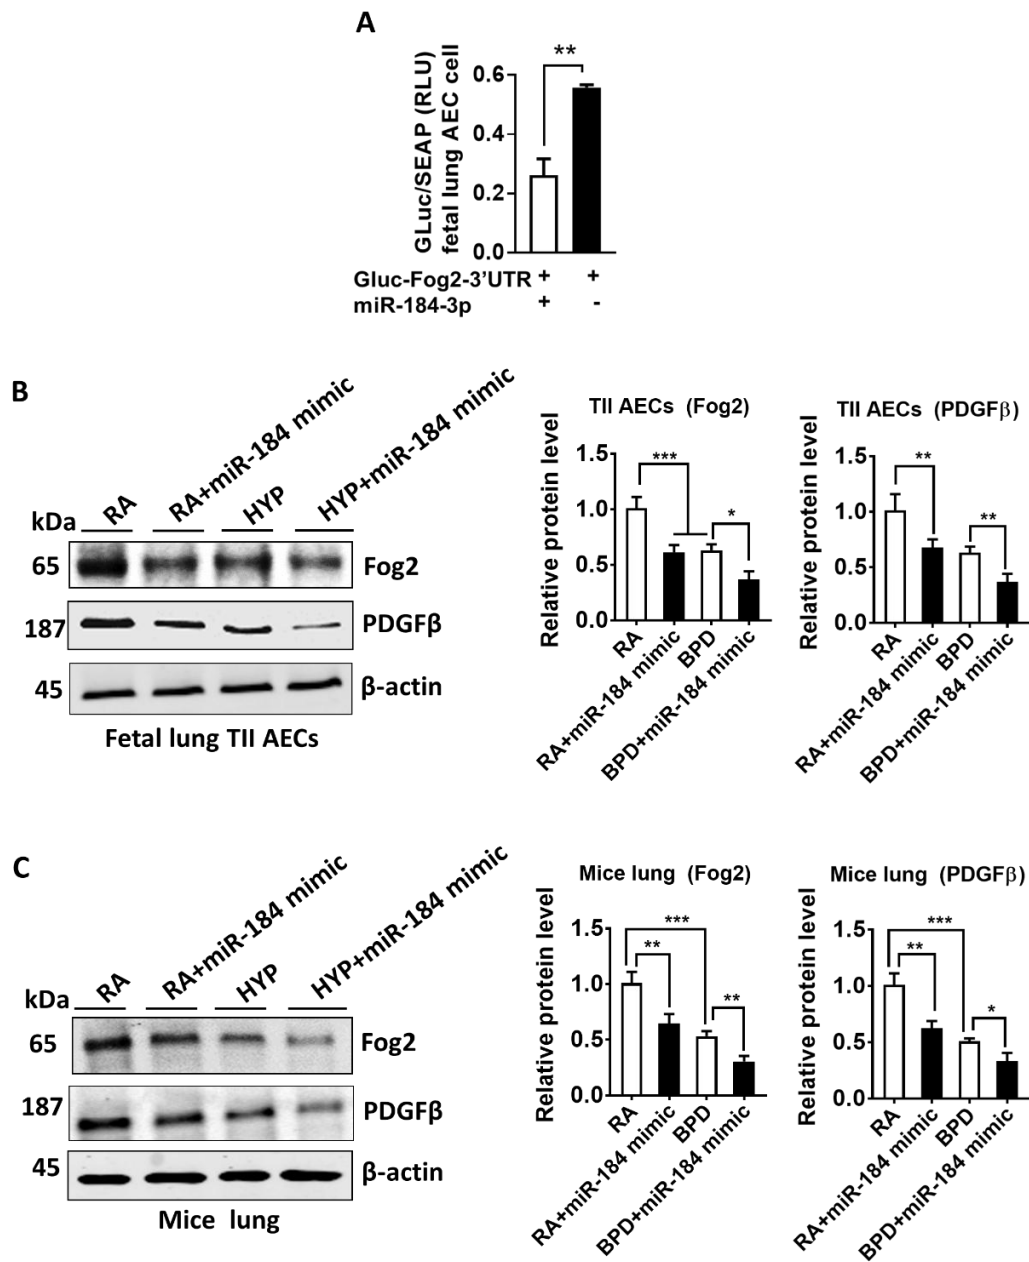 A
GLuc/SEAP (RLU)
fetal lung AEC cell
**
0.6
0.4
0.2
0.0
Gluc-Fog2-3'UTR + +
miR-184-3p + -
B
kDa
RA
RA+miR-184 mimic
HYP
HYP+miR-184 mimic
65 Fog2
187 PDGFβ
45 β-actin
Fetal lung TII AECs
TII AECs (Fog2)
Relative protein level
1.5
1.0
0.5
0.0
***
*
RA
RA+miR-184 mimic
BPD
BPD+miR-184 mimic
TII AECs (PDGFβ)
Relative protein level
1.5
1.0
0.5
0.0
**
**
RA
RA+miR-184 mimic
BPD
BPD+miR-184 mimic
C
kDa
RA
RA+miR-184 mimic
HYP
HYP+miR-184 mimic
65 Fog2
187 PDGFβ
45 β-actin
Mice lung
Mice lung (Fog2)
Relative protein level
1.5
1.0
0.5
0.0
***
**
**
RA
RA+miR-184 mimic
BPD
BPD+miR-184 mimic
Mice lung (PDGFβ)
Relative protein level
1.5
1.0
0.5
0.0
***
**
*
RA
RA+miR-184 mimic
BPD
BPD+miR-184 mimic